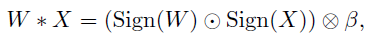 W ∗ X = (Sign(W) ⊙ Sign(X)) ⊗ β,